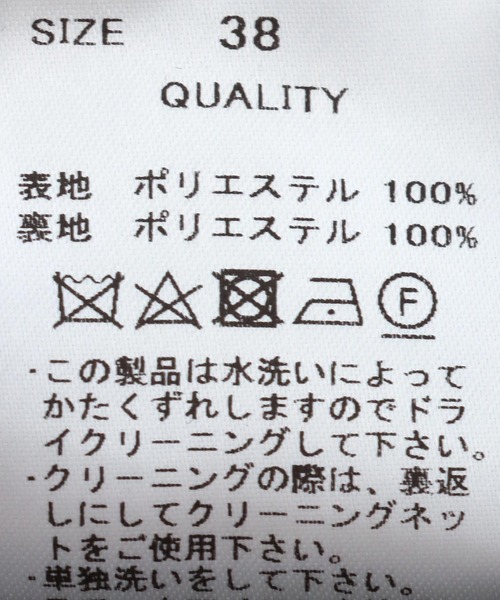 SIZE 38
QUALITY
表地 ポリエステル 100%
裏地 ポリエステル 100%
F
・この製品は水洗いによって
かたくずれしますのでドラ
イクリーニングして下さい。
・クリーニングの際は、裏返
しにしてクリーニングネッ
トをご使用下さい。
・単独洗いをして下さい。